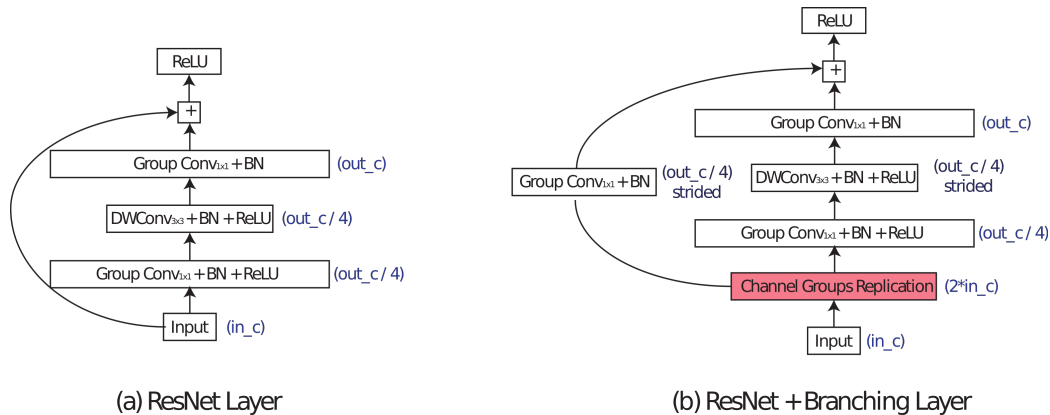 ReLU
+
Group Conv1x1 + BN (out_c)
DWConv3x3 + BN + ReLU (out_c / 4)
Group Conv1x1 + BN + ReLU (out_c / 4)
Input (in_c)
(a) ResNet Layer
ReLU
+
Group Conv1x1 + BN (out_c)
Group Conv1x1 + BN (out_c / 4)
strided
DWConv3x3 + BN + ReLU (out_c / 4)
strided
Group Conv1x1 + BN + ReLU (out_c / 4)
Channel Groups Replication (2*in_c)
Input (in_c)
(b) ResNet + Branching Layer